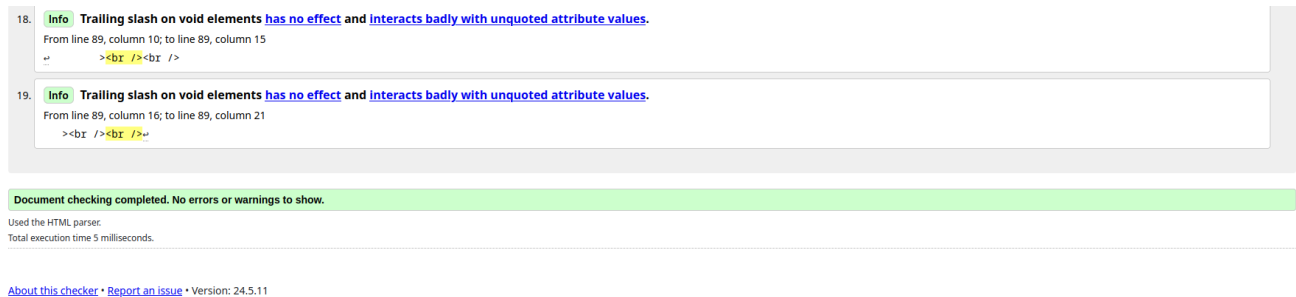 18. Info Trailing slash on void elements has no effect and interacts badly with unquoted attribute values.
From line 89, column 10; to line 89, column 15
↩        ><br /><br />
19. Info Trailing slash on void elements has no effect and interacts badly with unquoted attribute values.
From line 89, column 16; to line 89, column 21
><br /><br />↩
Document checking completed. No errors or warnings to show.
Used the HTML parser.
Total execution time 5 milliseconds.
About this checker • Report an issue • Version: 24.5.11